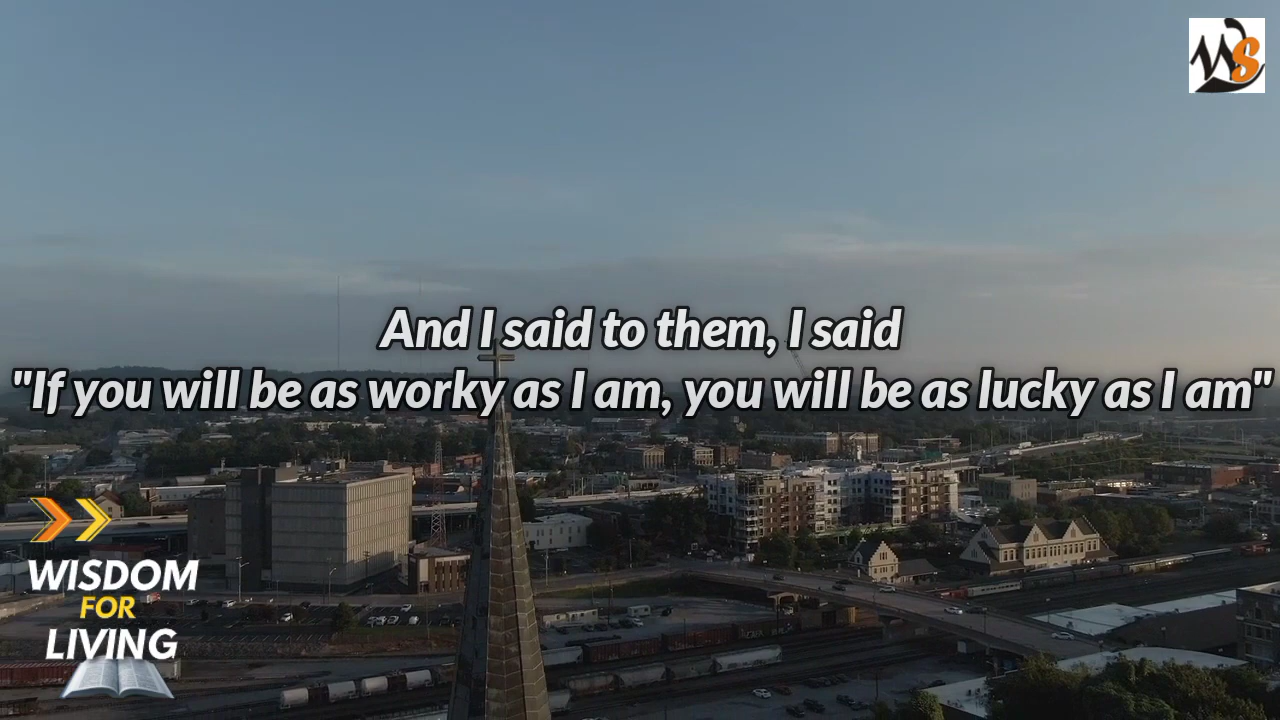 WS
And I said to them, I said
"If you will be as worky as I am, you will be as lucky as I am"
WISDOM
FOR
LIVING